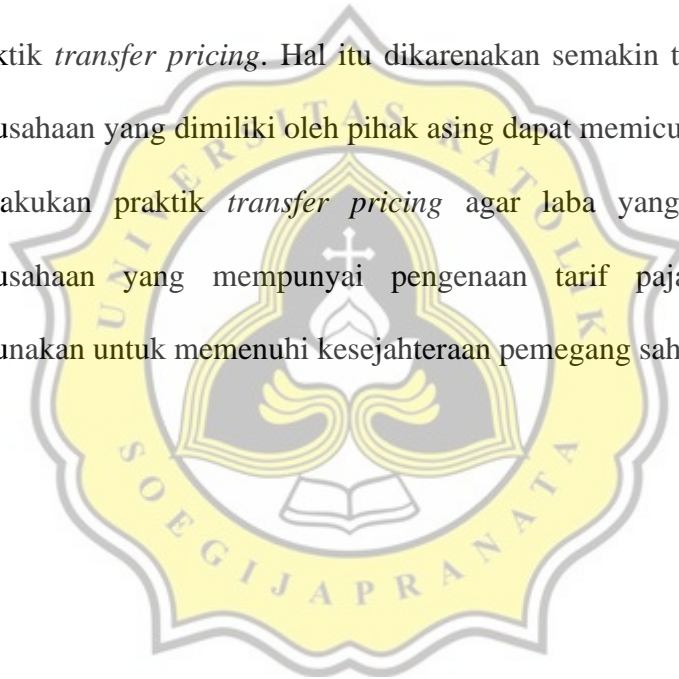 ktik transfer pricing. Hal itu dikarenakan semakin t
usahaan yang dimiliki oleh pihak asing dapat memicu
akukan praktik transfer pricing agar laba yang
usahaan yang mempunyai pengenaan tarif paja
unakan untuk memenuhi kesejahteraan pemegang sah
UNIVERSITAS KATOLIK
SOEGIJAPRANATA